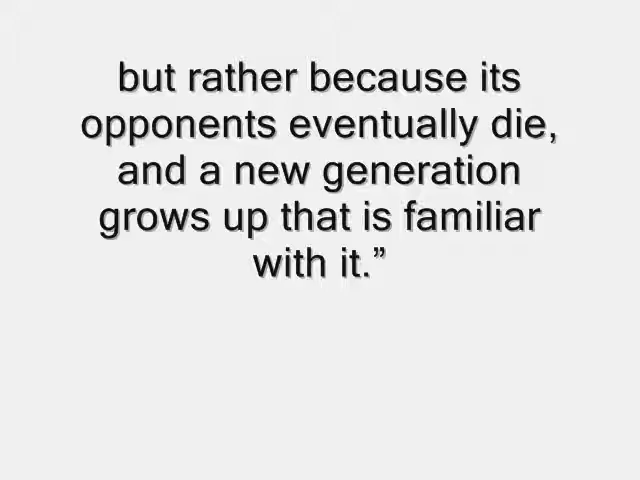 but rather because its
opponents eventually die,
and a new generation
grows up that is familiar
with it.”